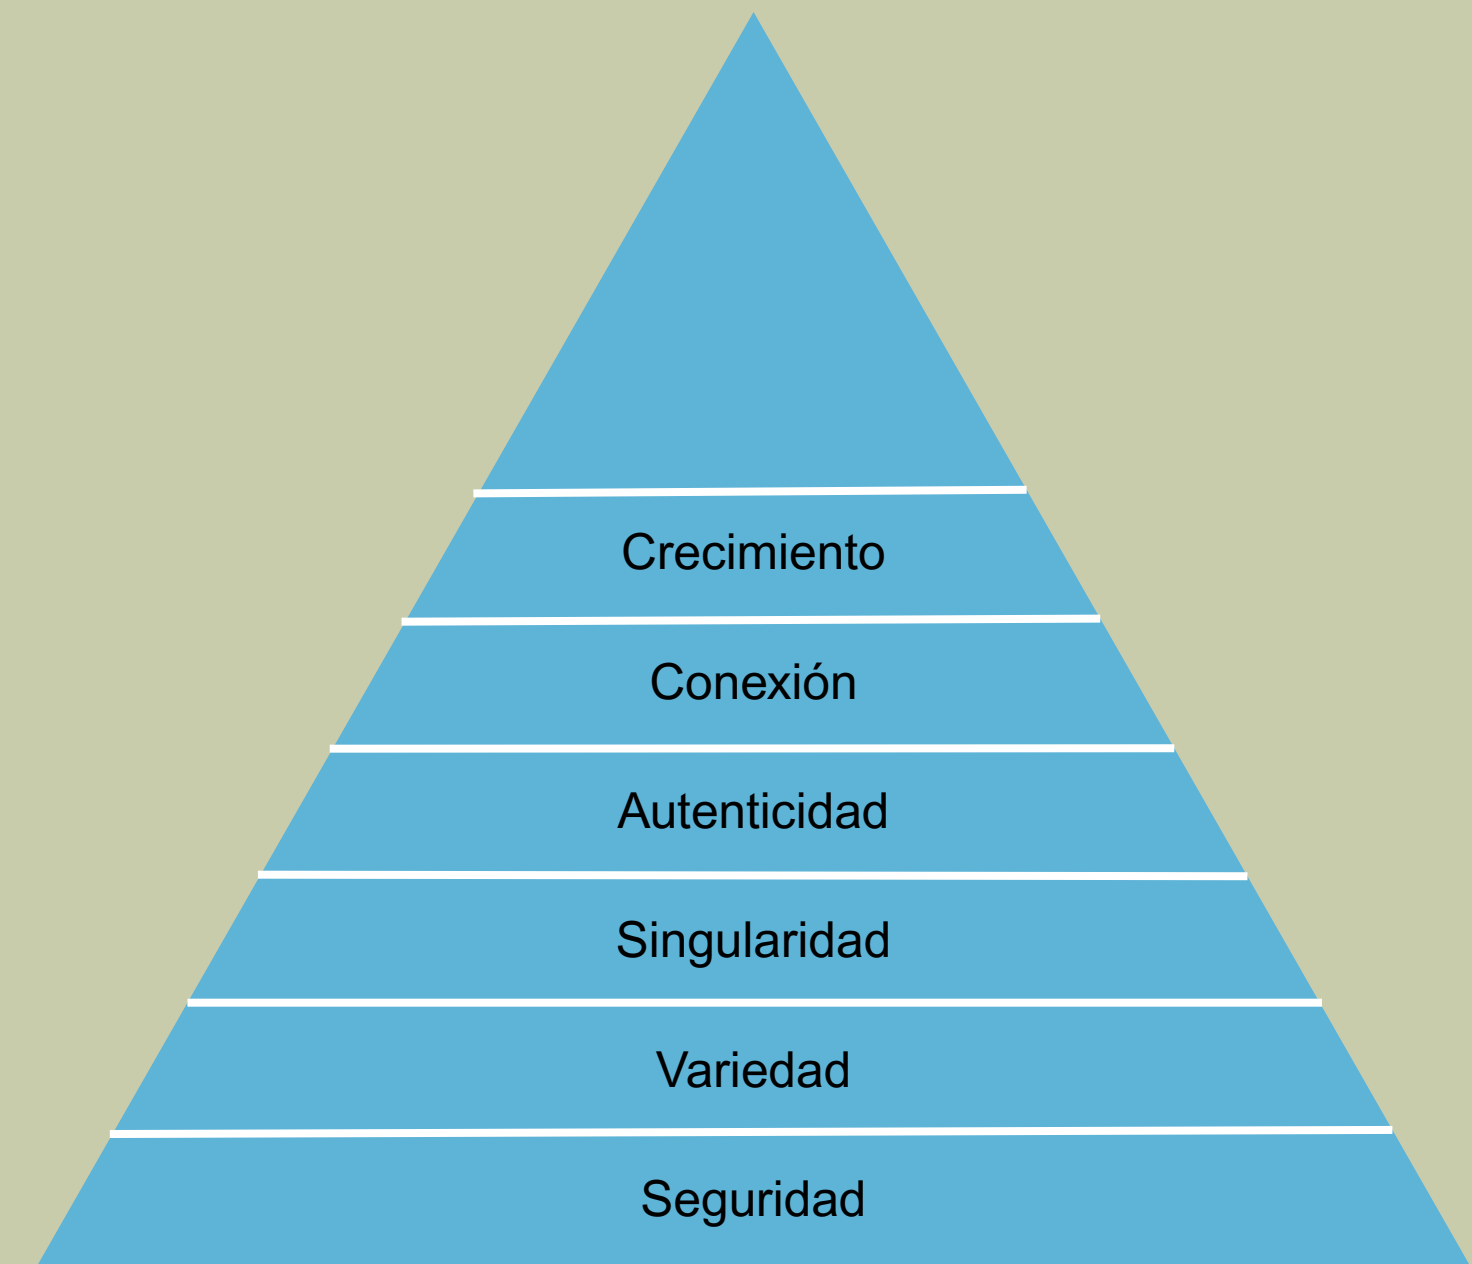 Crecimiento
Conexión
Autenticidad
Singularidad
Variedad
Seguridad